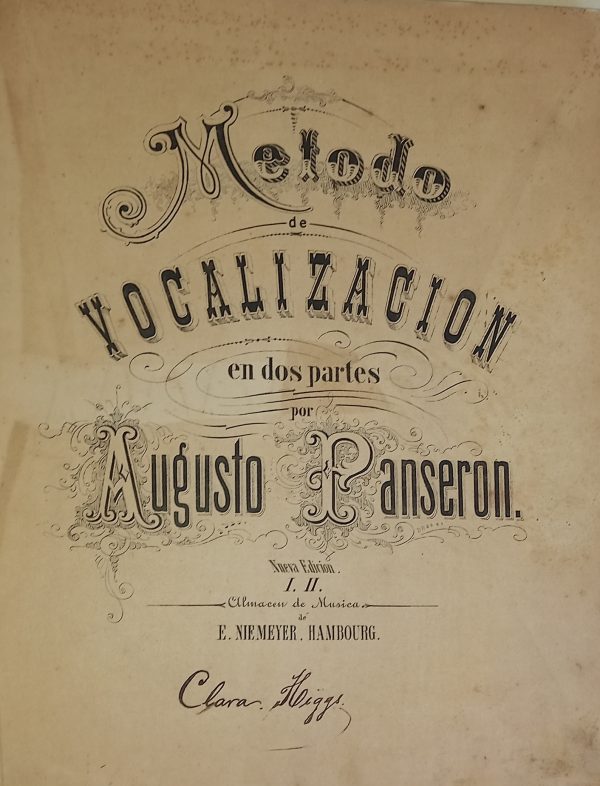 Metodo
de
VOCALIZACION
en dos partes
por
Augusto Panseron.
Nueva Edicion.
I. II.
Almacen de Musica
de
E. NIEMEYER. HAMBOURG.
Clara Higgs.